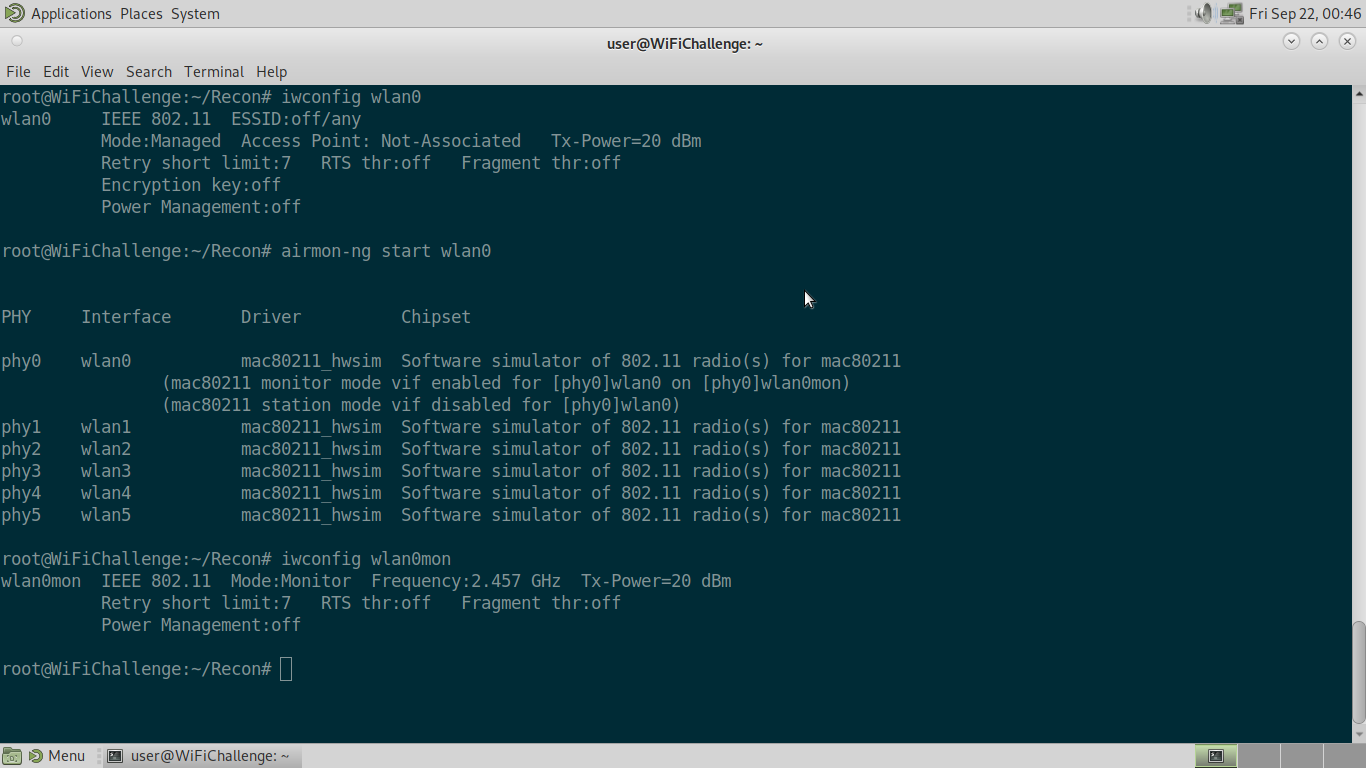 Applications Places System Fri Sep 22, 00:46
user@WiFiChallenge: ~
File Edit View Search Terminal Help
root@WiFiChallenge:~/Recon# iwconfig wlan0
wlan0     IEEE 802.11  ESSID:off/any
          Mode:Managed  Access Point: Not-Associated   Tx-Power=20 dBm
          Retry short limit:7   RTS thr:off   Fragment thr:off
          Encryption key:off
          Power Management:off
root@WiFiChallenge:~/Recon# airmon-ng start wlan0
PHY     Interface       Driver          Chipset
phy0    wlan0           mac80211_hwsim  Software simulator of 802.11 radio(s) for mac80211
                (mac80211 monitor mode vif enabled for [phy0]wlan0 on [phy0]wlan0mon)
                (mac80211 station mode vif disabled for [phy0]wlan0)
phy1    wlan1           mac80211_hwsim  Software simulator of 802.11 radio(s) for mac80211
phy2    wlan2           mac80211_hwsim  Software simulator of 802.11 radio(s) for mac80211
phy3    wlan3           mac80211_hwsim  Software simulator of 802.11 radio(s) for mac80211
phy4    wlan4           mac80211_hwsim  Software simulator of 802.11 radio(s) for mac80211
phy5    wlan5           mac80211_hwsim  Software simulator of 802.11 radio(s) for mac80211
root@WiFiChallenge:~/Recon# iwconfig wlan0mon
wlan0mon  IEEE 802.11  Mode:Monitor  Frequency:2.457 GHz  Tx-Power=20 dBm
          Retry short limit:7   RTS thr:off   Fragment thr:off
          Power Management:off
root@WiFiChallenge:~/Recon#
Menu user@WiFiChallenge: ~